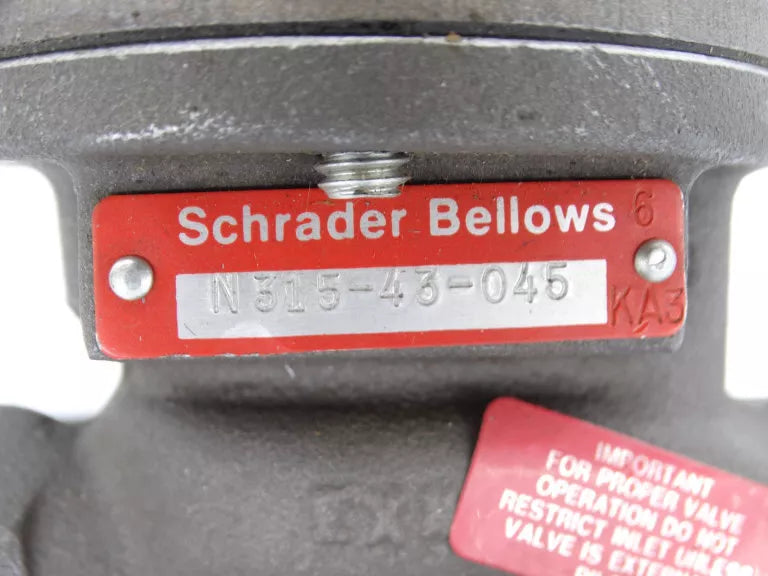 Schrader Bellows 6
N315-43-045
KA3
EX
IMPORTANT
FOR PROPER VALVE
OPERATION DO NOT
RESTRICT INLET UNLESS
VALVE IS